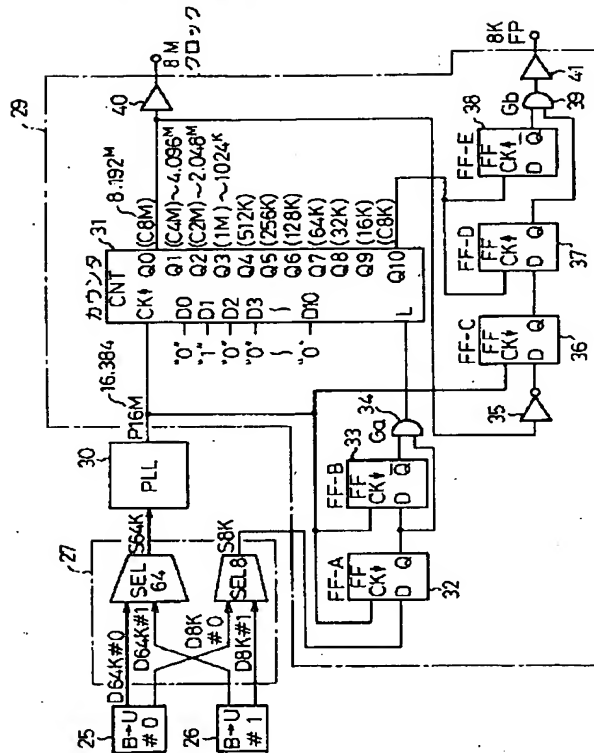 29
8M
クロック
40
8.192M
31
カウンタ
CNT
CK↑
Q0 (C8M)
Q1 (C4M)~4.096M
Q2 (C2M)~2.048M
Q3 (1M)~1024K
Q4 (512K)
Q5 (256K)
Q6 (128K)
Q7 (64K)
Q8 (32K)
Q9 (16K)
Q10 (C8K)
"0" D0
"1" D1
"0" D2
"0" D3
~ ~
"0" D10
L
16.384
P16M
30
PLL
27
S64K
SEL
64
S8K
SEL8
D64K#0
D64K#1
D8K
#0
D8K#1
25
B→U
#0
26
B→U
#1
FF-A
FF
CK↑
D Q
32
FF-B
33
FF
CK↑
D Q
Ga
34
35
FF-C
FF
CK↑
D Q
36
FF-D
FF
CK↑
D Q
37
FF-E
38
FF
CK↑
D Q
Gb
39
41
8K
FP